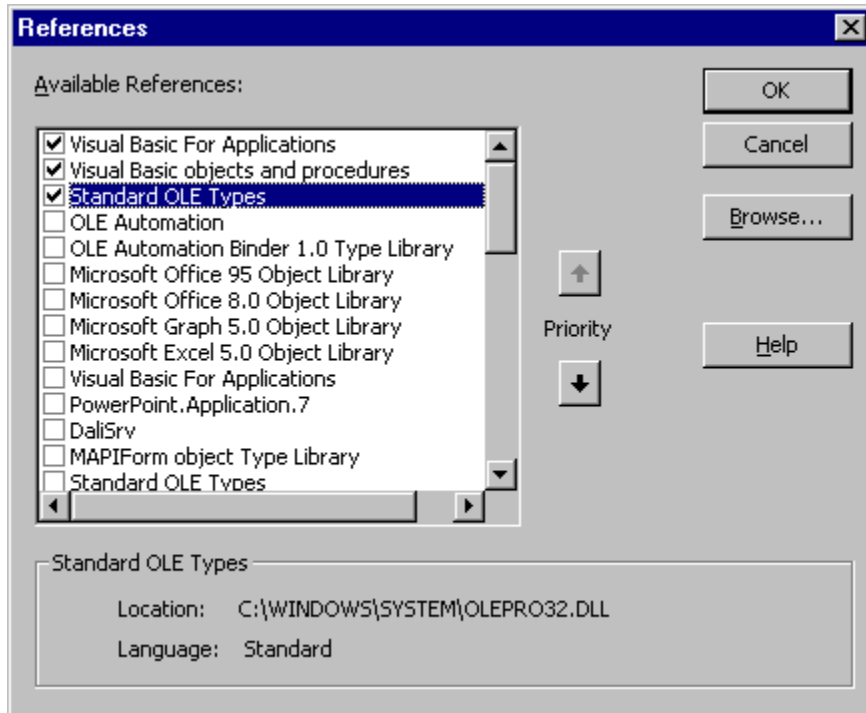 References
Available References:
OK
Cancel
Browse...
Help
Visual Basic For Applications
Visual Basic objects and procedures
Standard OLE Types
OLE Automation
OLE Automation Binder 1.0 Type Library
Microsoft Office 95 Object Library
Microsoft Office 8.0 Object Library
Microsoft Graph 5.0 Object Library
Microsoft Excel 5.0 Object Library
Visual Basic For Applications
PowerPoint.Application.7
DaliSrv
MAPIForm object Type Library
Standard OLE Types
Priority
Standard OLE Types
Location: C:\WINDOWS\SYSTEM\OLEPRO32.DLL
Language: Standard